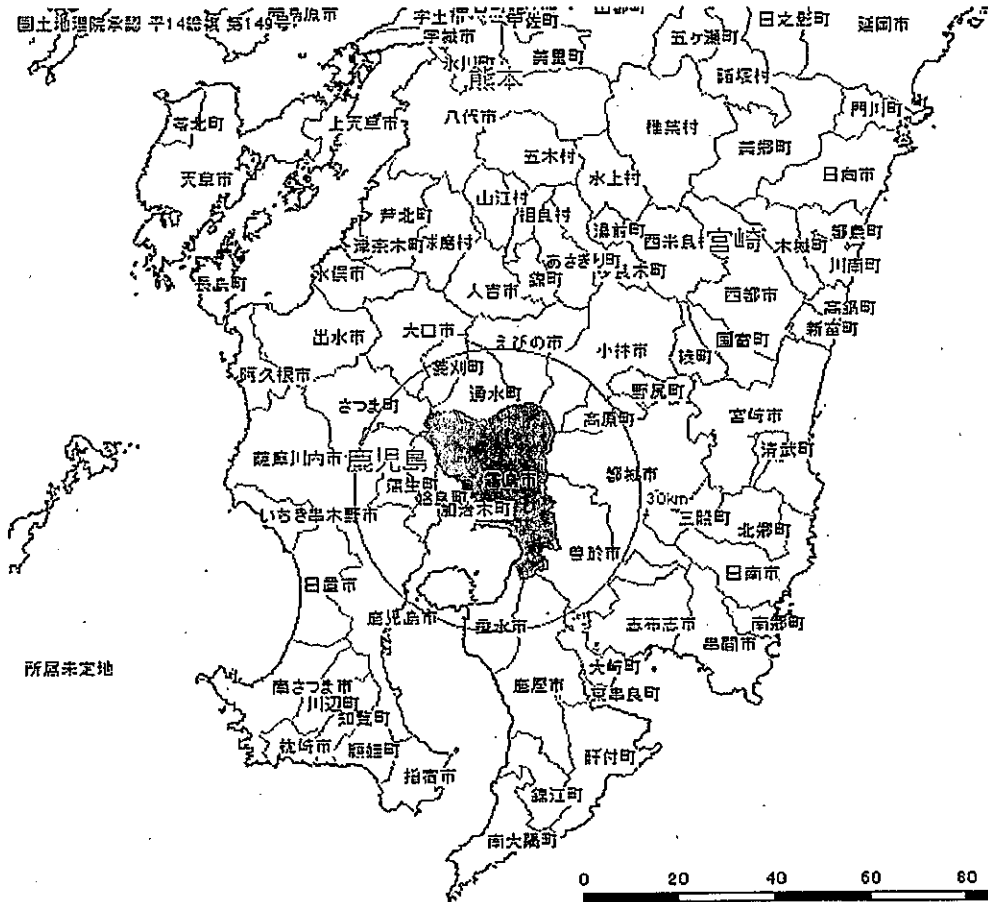 国土地理院承認 平14総複 第149号
宇土市
甲佐町
日之影町
延岡市
宇城市
五ヶ瀬町
氷川町
美里町
熊本
諸塚村
苓北町
上天草市
八代市
椎葉村
門川町
美郷町
五木村
天草市
水上村
日向市
山江村
相良村
芦北町
湯前町
都農町
津奈木町
球磨村
西米良村
宮崎
木城町
あさぎり町
川南町
長島町
水俣市
錦町
多良木町
人吉市
西都市
高鍋町
出水市
大口市
えびの市
小林市
綾町
国富町
新富町
阿久根市
菱刈町
湧水町
野尻町
さつま町
高原町
宮崎市
清武町
薩摩川内市
鹿児島
蒲生町
霧島市
都城市
姶良町
加治木町
30km
いちき串木野市
三股町
北郷町
曽於市
日置市
日南市
鹿児島市
垂水市
志布志市
南郷町
串間市
所属未定地
大崎町
南さつま市
鹿屋市
東串良町
川辺町
知覧町
枕崎市
頴娃町
肝付町
指宿市
錦江町
南大隅町
0 20 40 60 80